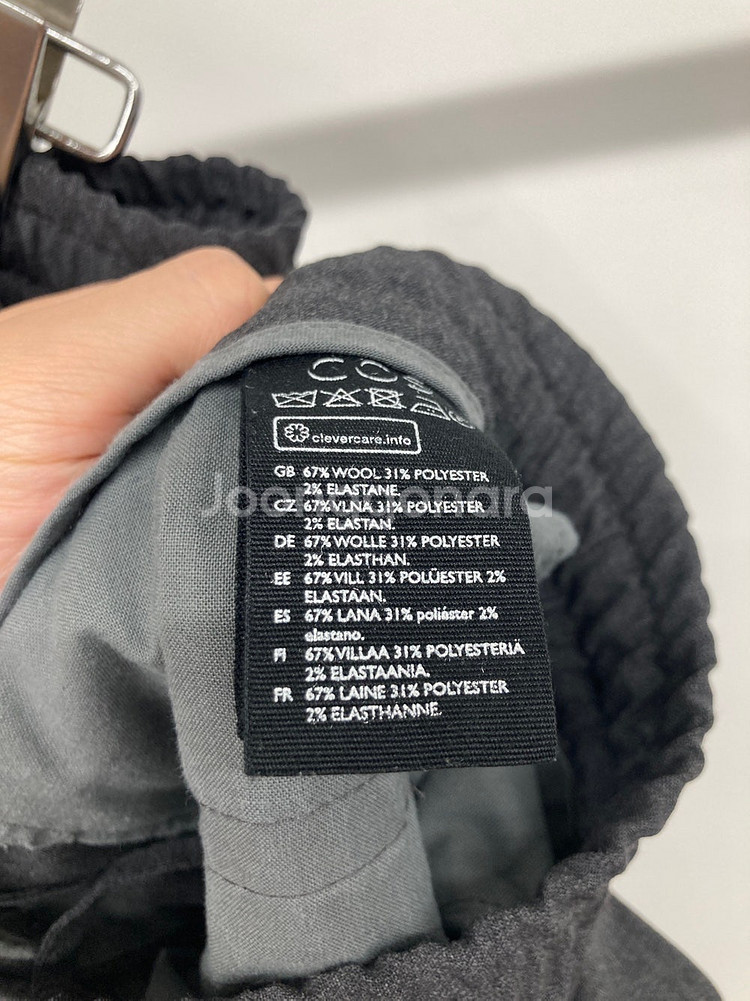 clevercare.info
GB 67% WOOL 31% POLYESTER
2% ELASTANE.
CZ 67% VLNA 31% POLYESTER
2% ELASTAN.
DE 67% WOLLE 31% POLYESTER
2% ELASTHAN.
EE 67% VILL 31% POLÜESTER 2%
ELASTAAN.
ES 67% LANA 31% poliéster 2%
elastano.
FI 67% VILLAA 31% POLYESTERIÄ
2% ELASTAANIA.
FR 67% LAINE 31% POLYESTER
2% ELASTHANNE.